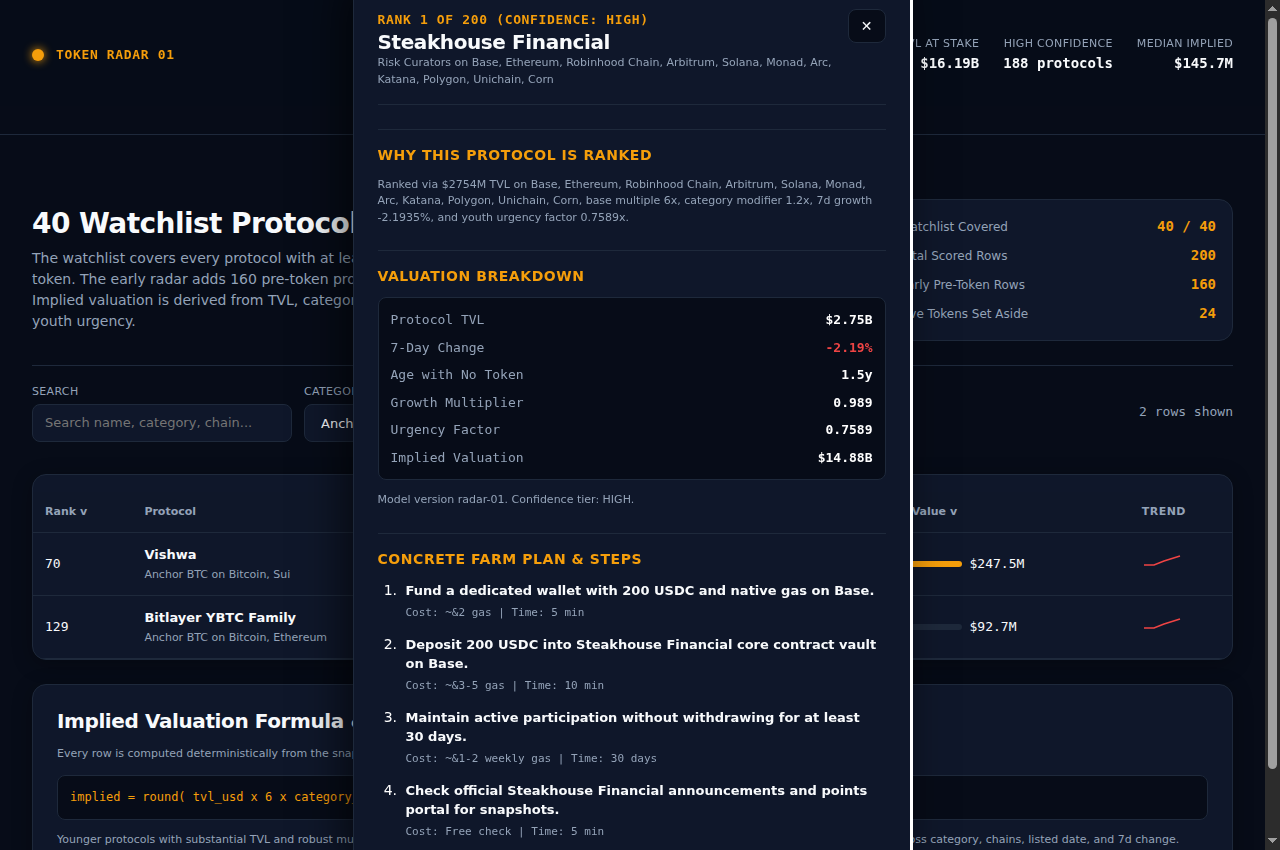 TOKEN RADAR 01
RANK 1 OF 200 (CONFIDENCE: HIGH)
Steakhouse Financial
Risk Curators on Base, Ethereum, Robinhood Chain, Arbitrum, Solana, Monad, Arc,
Katana, Polygon, Unichain, Corn
✕
AT STAKE
$16.19B
HIGH CONFIDENCE
188 protocols
MEDIAN IMPLIED
$145.7M
40 Watchlist
The watchlist covers every protocol with at
token. The early radar adds 160 pre-token
Implied valuation is derived from TVL,
youth urgency.
Watchlist Covered 40 / 40
Total Scored Rows 200
Early Pre-Token Rows 160
Tokens Set Aside 24
WHY THIS PROTOCOL IS RANKED
Ranked via $2754M TVL on Base, Ethereum, Robinhood Chain, Arbitrum, Solana, Monad,
Arc, Katana, Polygon, Unichain, Corn, base multiple 6x, category modifier 1.2x, 7d growth
-2.1935%, and youth urgency factor 0.7589x.
VALUATION BREAKDOWN
Protocol TVL $2.75B
7-Day Change -2.19%
Age with No Token 1.5y
Growth Multiplier 0.989
Urgency Factor 0.7589
Implied Valuation $14.88B
Model version radar-01. Confidence tier: HIGH.
SEARCH
Search name, category, chain...
CATEGO
Anch
2 rows shown
Rank v Protocol Value v TREND
70 Vishwa $247.5M
Anchor BTC on Bitcoin, Sui
129 Bitlayer YBTC Family $92.7M
Anchor BTC on Bitcoin, Ethereum
CONCRETE FARM PLAN & STEPS
1. Fund a dedicated wallet with 200 USDC and native gas on Base.
Cost: ~&2 gas | Time: 5 min
2. Deposit 200 USDC into Steakhouse Financial core contract vault
on Base.
Cost: ~&3-5 gas | Time: 10 min
3. Maintain active participation without withdrawing for at least
30 days.
Cost: ~&1-2 weekly gas | Time: 30 days
4. Check official Steakhouse Financial announcements and points
portal for snapshots.
Cost: Free check | Time: 5 min
Implied Valuation Formula
Every row is computed deterministically from the
implied = round( tvl_usd x 6 x category
Younger protocols with substantial TVL and robust
category, chains, listed date, and 7d change.